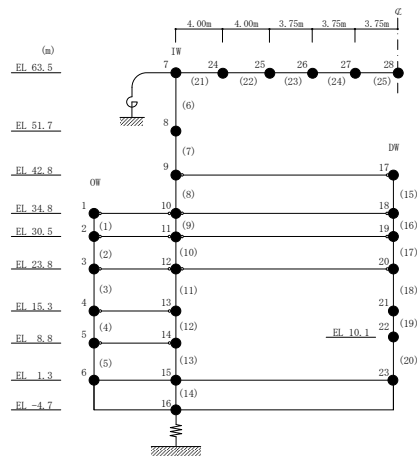 ℄
4.00m 4.00m 3.75m 3.75m 3.75m
(m) IW
EL 63.5 7 24 25 26 27 28
(21) (22) (23) (24) (25)
(6)
EL 51.7 8
(7) DW
EL 42.8 9 17
OW
(8) (15)
EL 34.8 1 10 18
(1) (9) (16)
EL 30.5 2 11 19
(2) (10) (17)
EL 23.8 3 12 20
(3) (11) (18)
EL 15.3 4 13 21
(4) (12) (19)
EL 8.8 5 14 EL 10.1 22
(5) (13) (20)
EL 1.3 6 15 23
(14)
EL -4.7 16